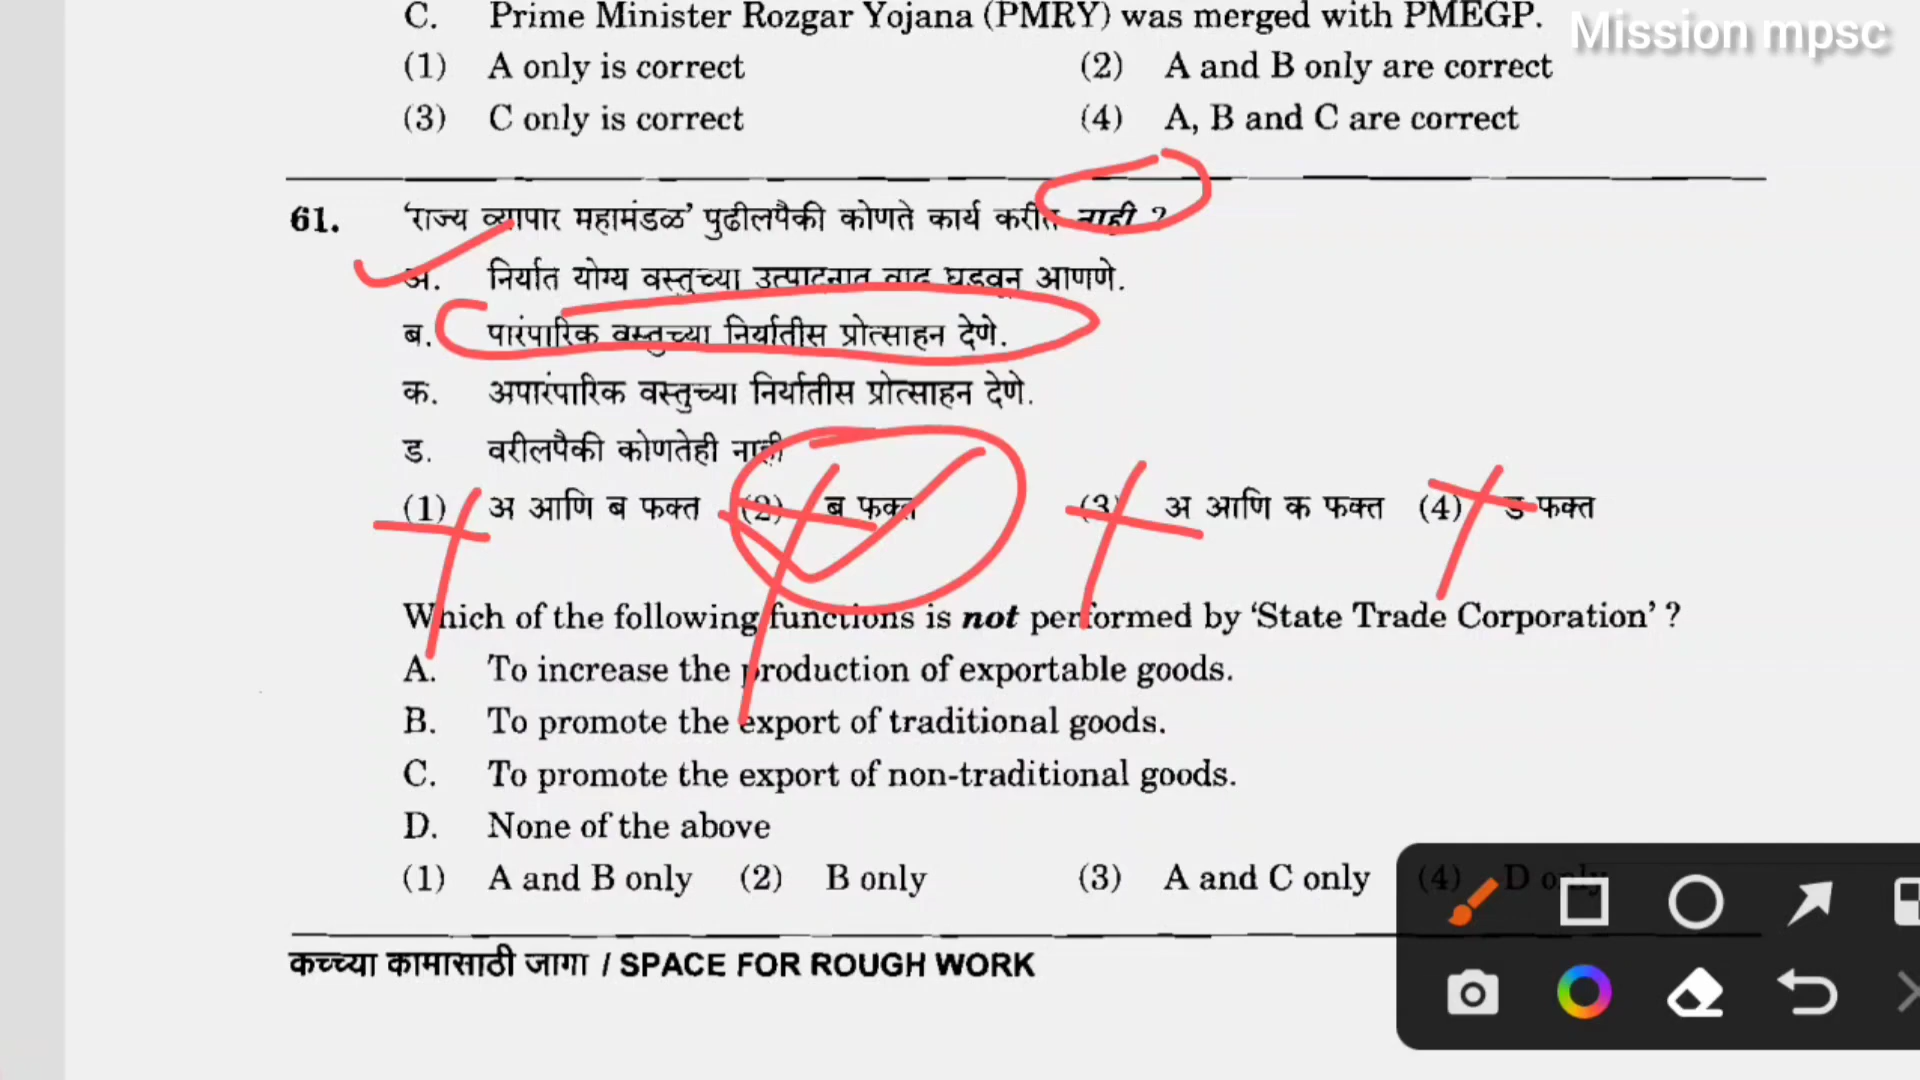 C. Prime Minister Rozgar Yojana (PMRY) was merged with PMEGP.
Mission mpsc
(1) A only is correct (2) A and B only are correct
(3) C only is correct (4) A, B and C are correct
61. ‘राज्य व्यापार महामंडळ’ पुढीलपैकी कोणते कार्य करीत नाही ?
अ. निर्यात योग्य वस्तुच्या उत्पादनात वाढ घडवून आणणे.
ब. पारंपारिक वस्तुच्या निर्यातीस प्रोत्साहन देणे.
क. अपारंपारिक वस्तुच्या निर्यातीस प्रोत्साहन देणे.
ड. वरीलपैकी कोणतेही नाही
(1) अ आणि ब फक्त (2) ब फक्त (3) अ आणि क फक्त (4) ड फक्त
Which of the following functions is not performed by ‘State Trade Corporation’ ?
A. To increase the production of exportable goods.
B. To promote the export of traditional goods.
C. To promote the export of non-traditional goods.
D. None of the above
(1) A and B only (2) B only (3) A and C only (4) D only
कच्च्या कामासाठी जागा / SPACE FOR ROUGH WORK